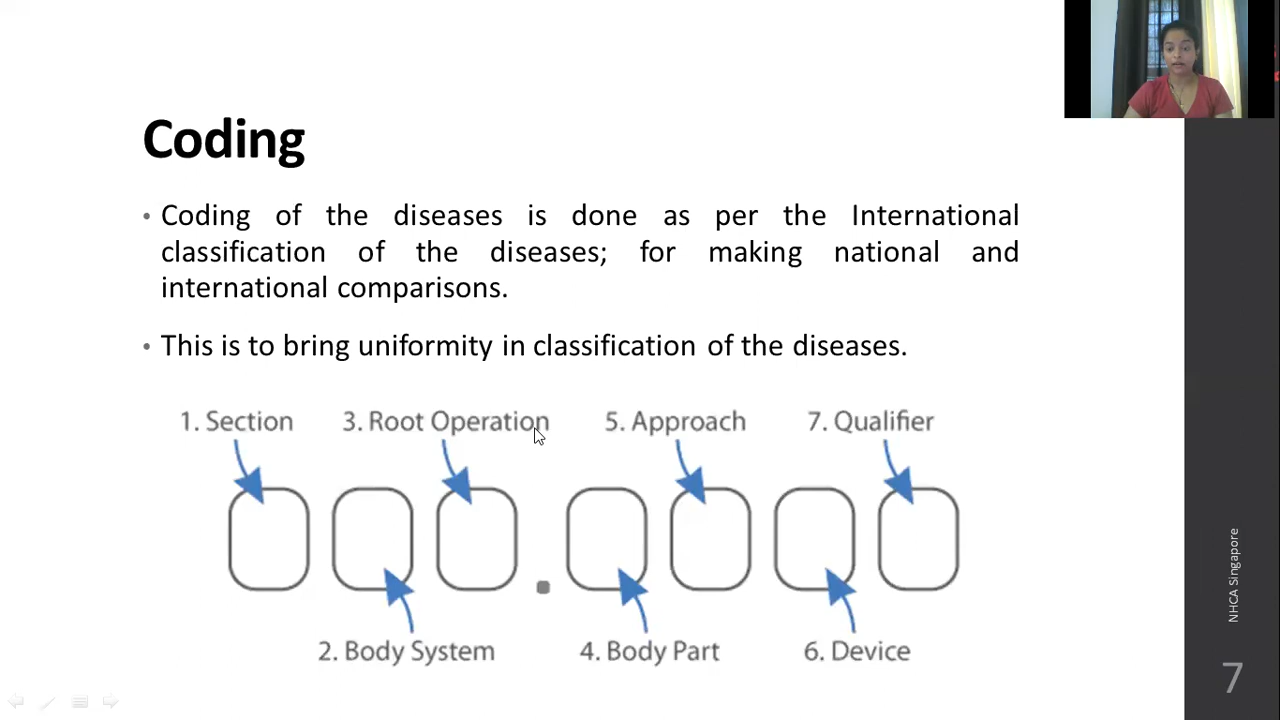 Coding
• Coding of the diseases is done as per the International
classification of the diseases; for making national and
international comparisons.
• This is to bring uniformity in classification of the diseases.
1. Section 3. Root Operation 5. Approach 7. Qualifier
2. Body System 4. Body Part 6. Device
NHCA Singapore
7